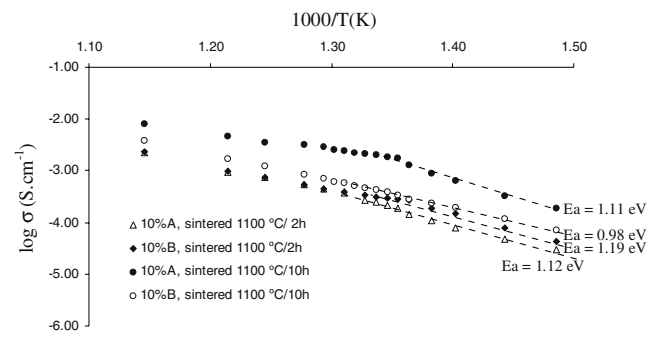 1000/T(K)
1.10 1.20 1.30 1.40 1.50
-1.00
-2.00
-3.00
-4.00
-5.00
-6.00
log σ (S.cm⁻¹)
10%A, sintered 1100 ºC/ 2h
10%B, sintered 1100 ºC/2h
10%A, sintered 1100 ºC/10h
10%B, sintered 1100 ºC/10h
Ea = 1.11 eV
Ea = 0.98 eV
Ea = 1.19 eV
Ea = 1.12 eV